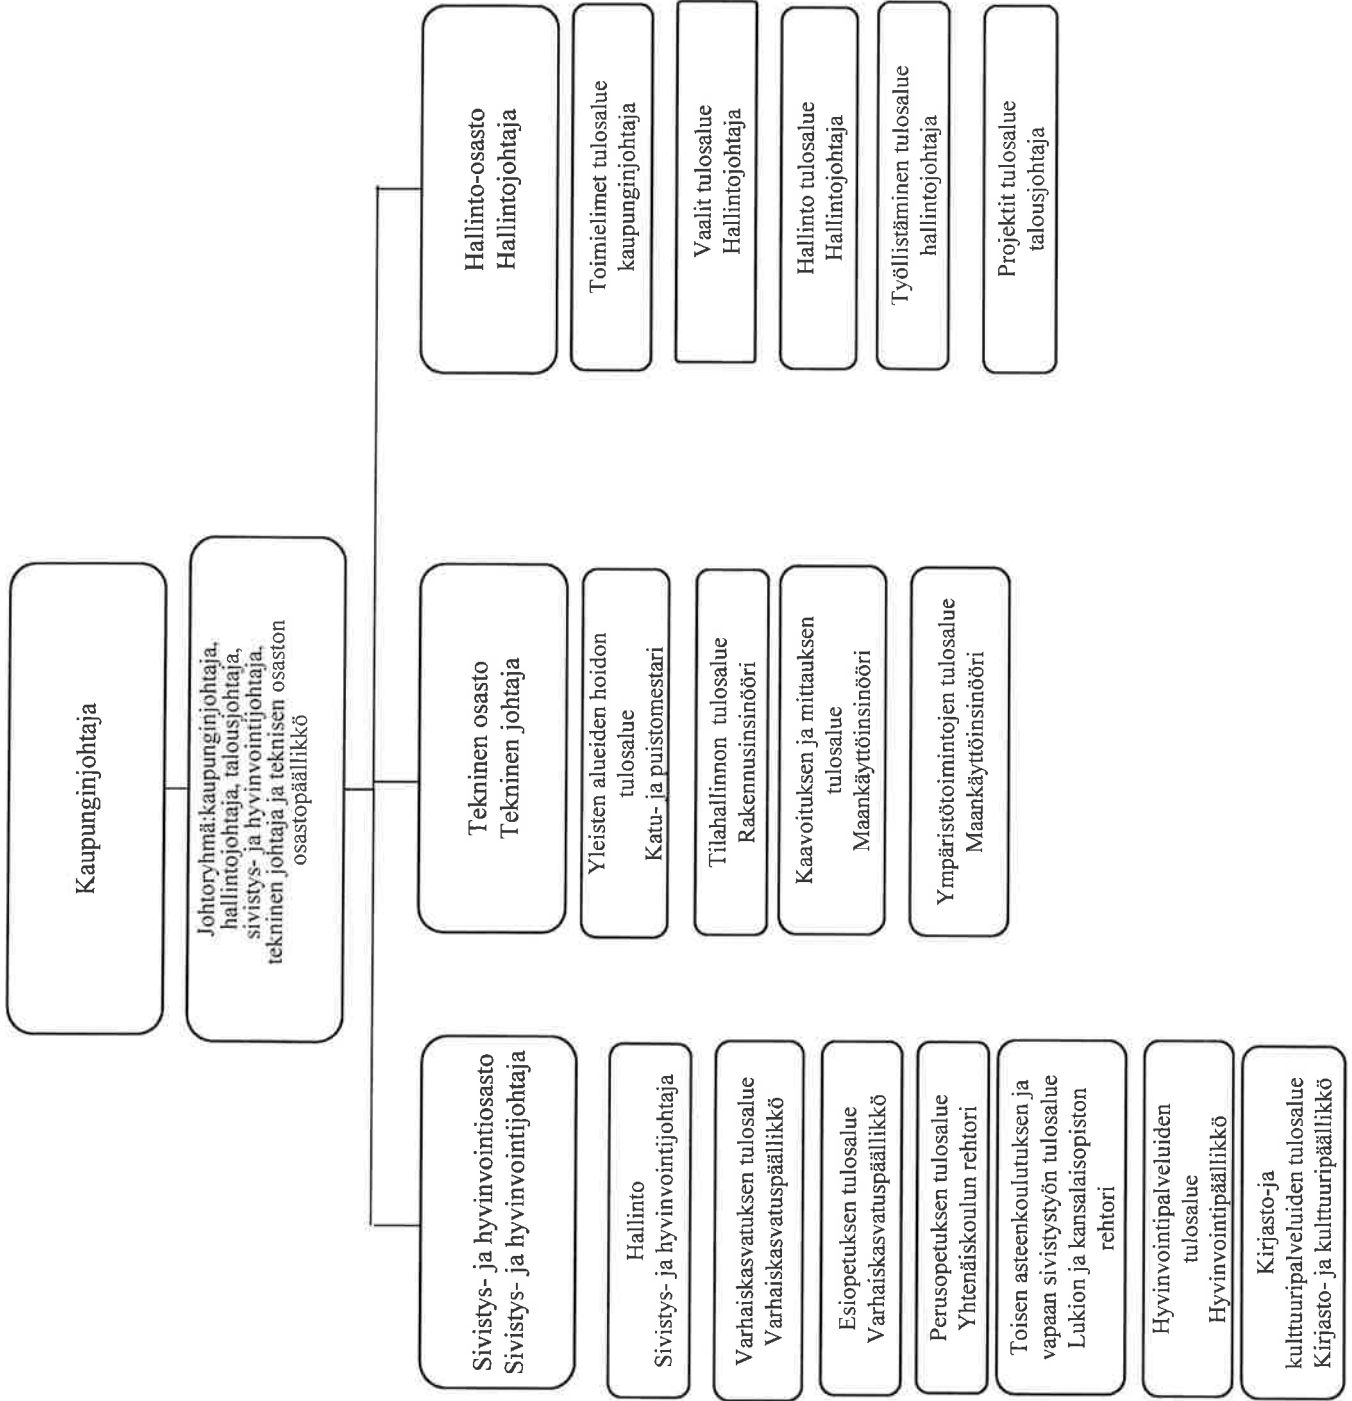 Kaupunginjohtaja
Johtoryhmä:kaupunginjohtaja,
hallintojohtaja, talousjohtaja,
sivistys- ja hyvinvointijohtaja,
tekninen johtaja ja teknisen osaston
osastopäällikkö
Sivistys- ja hyvinvointiosasto
Sivistys- ja hyvinvointijohtaja
Hallinto
Sivistys- ja hyvinvointijohtaja
Varhaiskasvatuksen tulosalue
Varhaiskasvatuspäällikkö
Esiopetuksen tulosalue
Varhaiskasvatuspäällikkö
Perusopetuksen tulosalue
Yhtenäiskoulun rehtori
Toisen asteenkoulutuksen ja
vapaan sivistystyön tulosalue
Lukion ja kansalaisopiston
rehtori
Hyvinvointipalveluiden
tulosalue
Hyvinvointipäällikkö
Kirjasto-ja
kulttuuripalveluiden tulosalue
Kirjasto- ja kulttuuripäällikkö
Tekninen osasto
Tekninen johtaja
Yleisten alueiden hoidon
tulosalue
Katu- ja puistomestari
Tilahallinnon tulosalue
Rakennusinsinööri
Kaavoituksen ja mittauksen
tulosalue
Maankäyttöinsinööri
Ympäristötoimintojen tulosalue
Maankäyttöinsinööri
Hallinto-osasto
Hallintojohtaja
Toimielimet tulosalue
kaupunginjohtaja
Vaalit tulosalue
Hallintojohtaja
Hallinto tulosalue
Hallintojohtaja
Työllistäminen tulosalue
hallintojohtaja
Projektit tulosalue
talousjohtaja